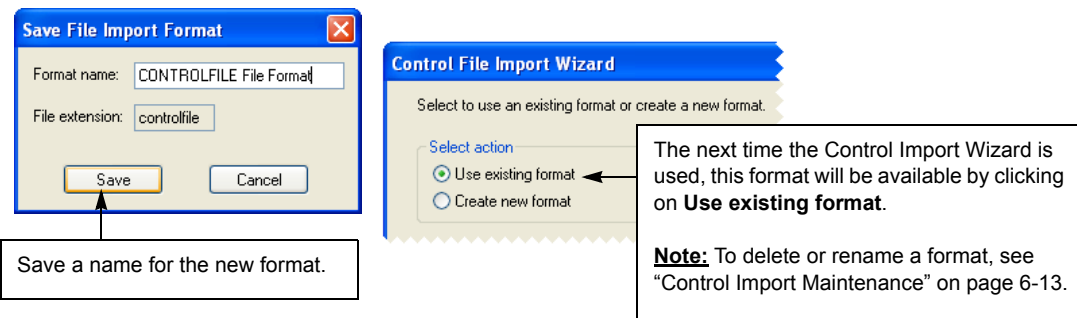 Save File Import Format
Format name: CONTROLFILE File Format
File extension: controlfile
Save Cancel
Save a name for the new format.
Control File Import Wizard
Select to use an existing format or create a new format.
Select action
Use existing format
Create new format
The next time the Control Import Wizard is
used, this format will be available by clicking
on Use existing format.
Note: To delete or rename a format, see
“Control Import Maintenance” on page 6-13.